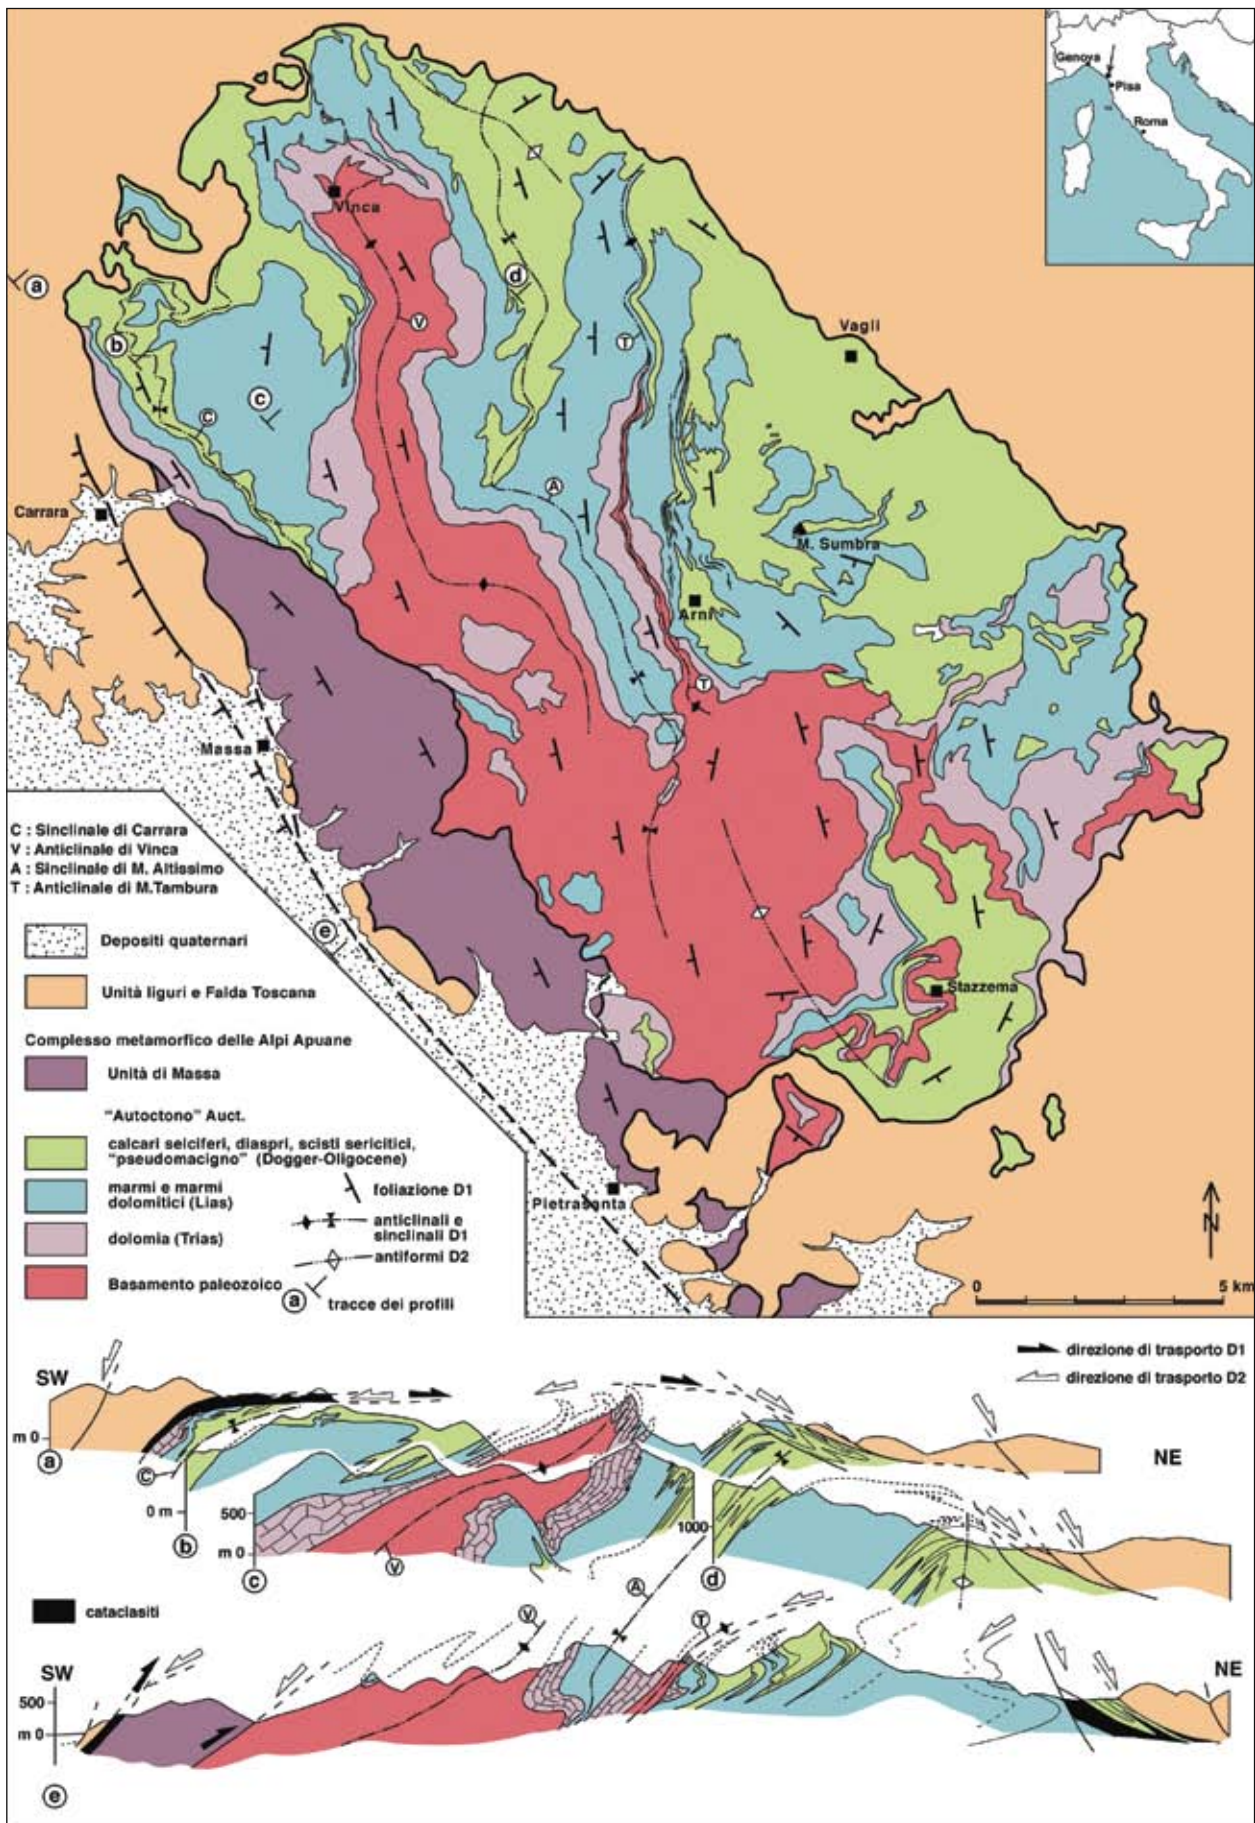 Genova
Pisa
Roma
Vinca
a
d
V
Vagli
T
b
c
C
A
Carrara
M. Sumbra
Arni
T
Massa
C : Sinclinale di Carrara
V : Anticlinale di Vinca
A : Sinclinale di M. Altissimo
T : Anticlinale di M.Tambura
e
Depositi quaternari
Unità liguri e Falda Toscana
Stazzema
Complesso metamorfico delle Alpi Apuane
Unità di Massa
"Autoctono" Auct.
calcari selciferi, diaspri, scisti sericitici,
"pseudomacigno" (Dogger-Oligocene)
marmi e marmi
dolomitici (Lias)
dolomia (Trias)
Basamento paleozoico
foliazione D1
anticlinali e
sinclinali D1
antiformi D2
a
tracce dei profili
Pietrasanta
N
0 5 km
direzione di trasporto D1
direzione di trasporto D2
SW
m 0
a
NE
C
0 m
b
500
m 0
c
V
1000
d
A
cataclasiti
V
T
SW
NE
500
m 0
e